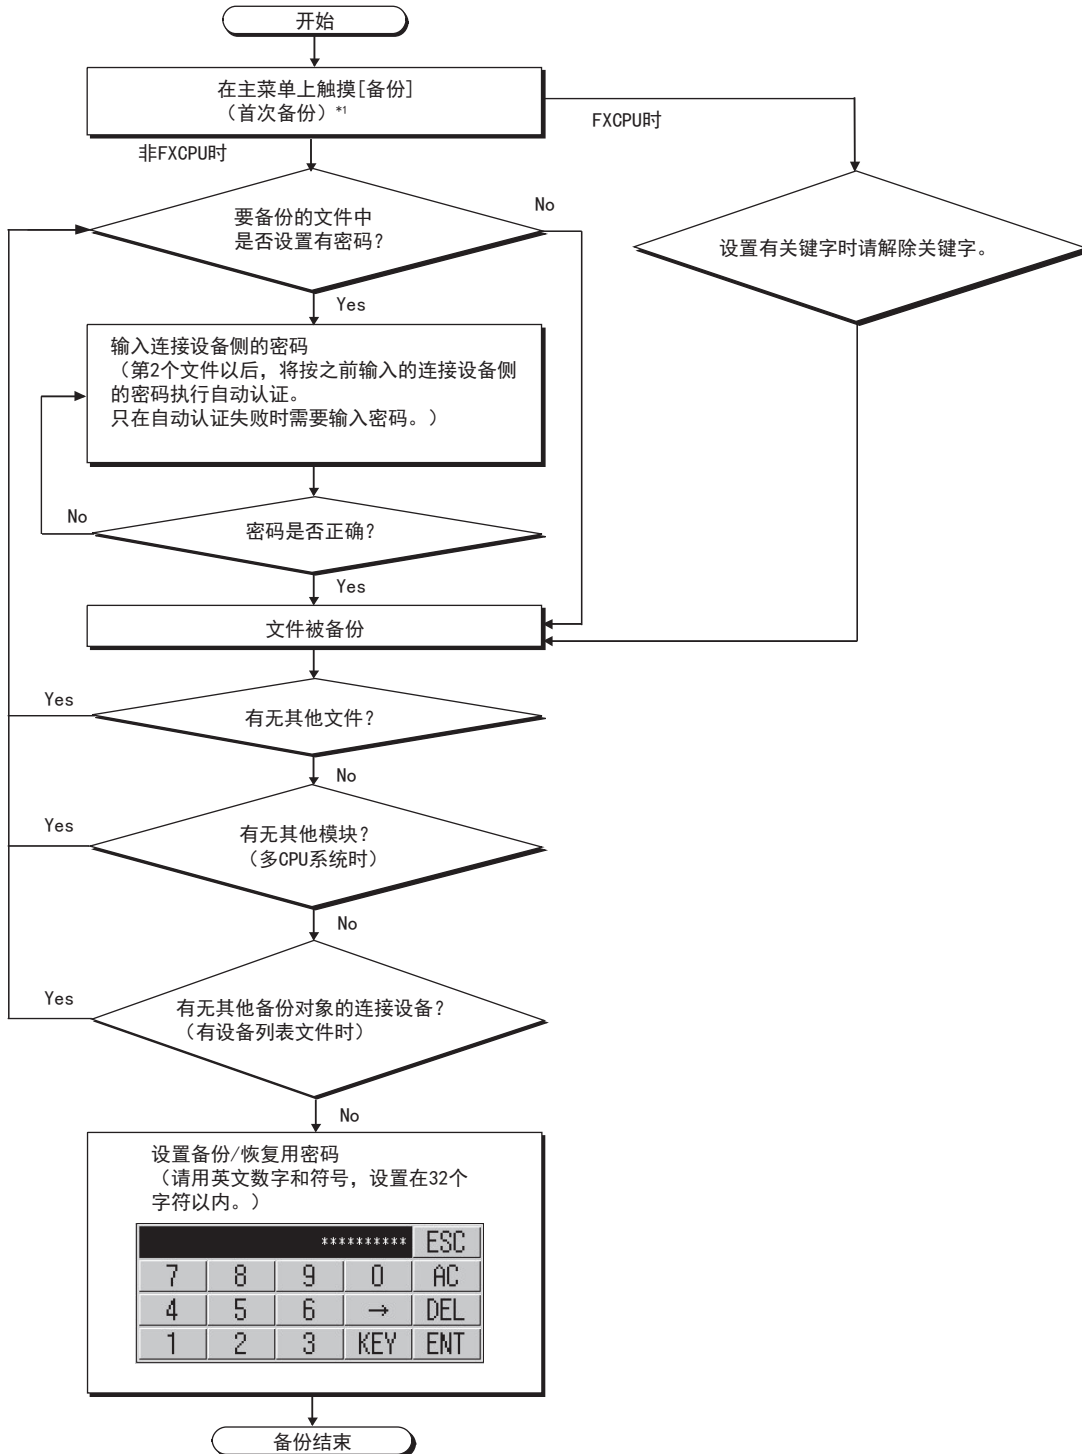 开始
在主菜单上触摸[备份]
（首次备份）*1
FXCPU时
非FXCPU时
要备份的文件中
是否设置有密码？
No
设置有关键字时请解除关键字。
Yes
输入连接设备侧的密码
（第2个文件以后，将按之前输入的连接设备侧
的密码执行自动认证。
只在自动认证失败时需要输入密码。）
No
密码是否正确？
Yes
文件被备份
Yes
有无其他文件？
No
Yes
有无其他模块？
（多CPU系统时）
No
Yes
有无其他备份对象的连接设备？
（有设备列表文件时）
No
设置备份/恢复用密码
（请用英文数字和符号，设置在32个
字符以内。）
********** ESC
7 8 9 0 AC
4 5 6 → DEL
1 2 3 KEY ENT
备份结束